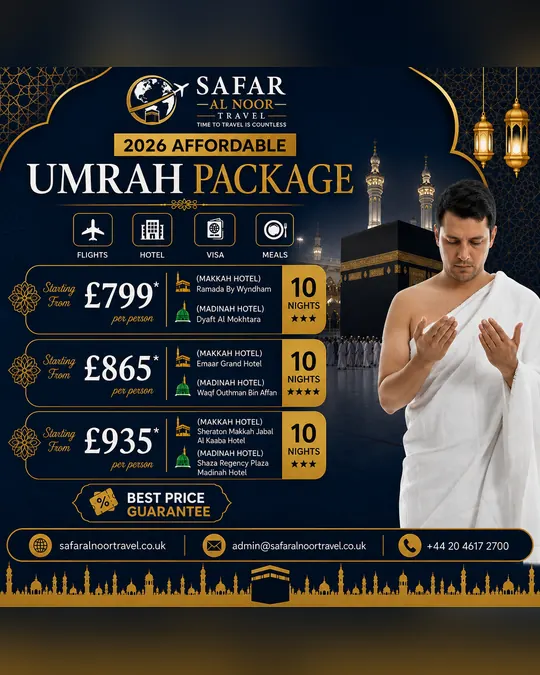 SAFAR
AL NOOR
TRAVEL
TIME TO TRAVEL IS COUNTLESS
2026 AFFORDABLE
UMRAH PACKAGE
FLIGHTS
HOTEL
VISA
MEALS
Starting From £799*
per person
(MAKKAH HOTEL)
Ramada By Wyndham
(MADINAH HOTEL)
Dyaft Al Mokhtara
10
NIGHTS
★★★
Starting From £865*
per person
(MAKKAH HOTEL)
Emaar Grand Hotel
(MADINAH HOTEL)
Waqf Outhman Bin Affan
10
NIGHTS
★★★★
Starting From £935*
per person
(MAKKAH HOTEL)
Sheraton Makkah Jabal
Al Kaaba Hotel
(MADINAH HOTEL)
Shaza Regency Plaza
Madinah Hotel
10
NIGHTS
★★★
%
BEST PRICE
GUARANTEE
safaralnoortravel.co.uk
admin@safaralnoortravel.co.uk
+44 20 4617 2700